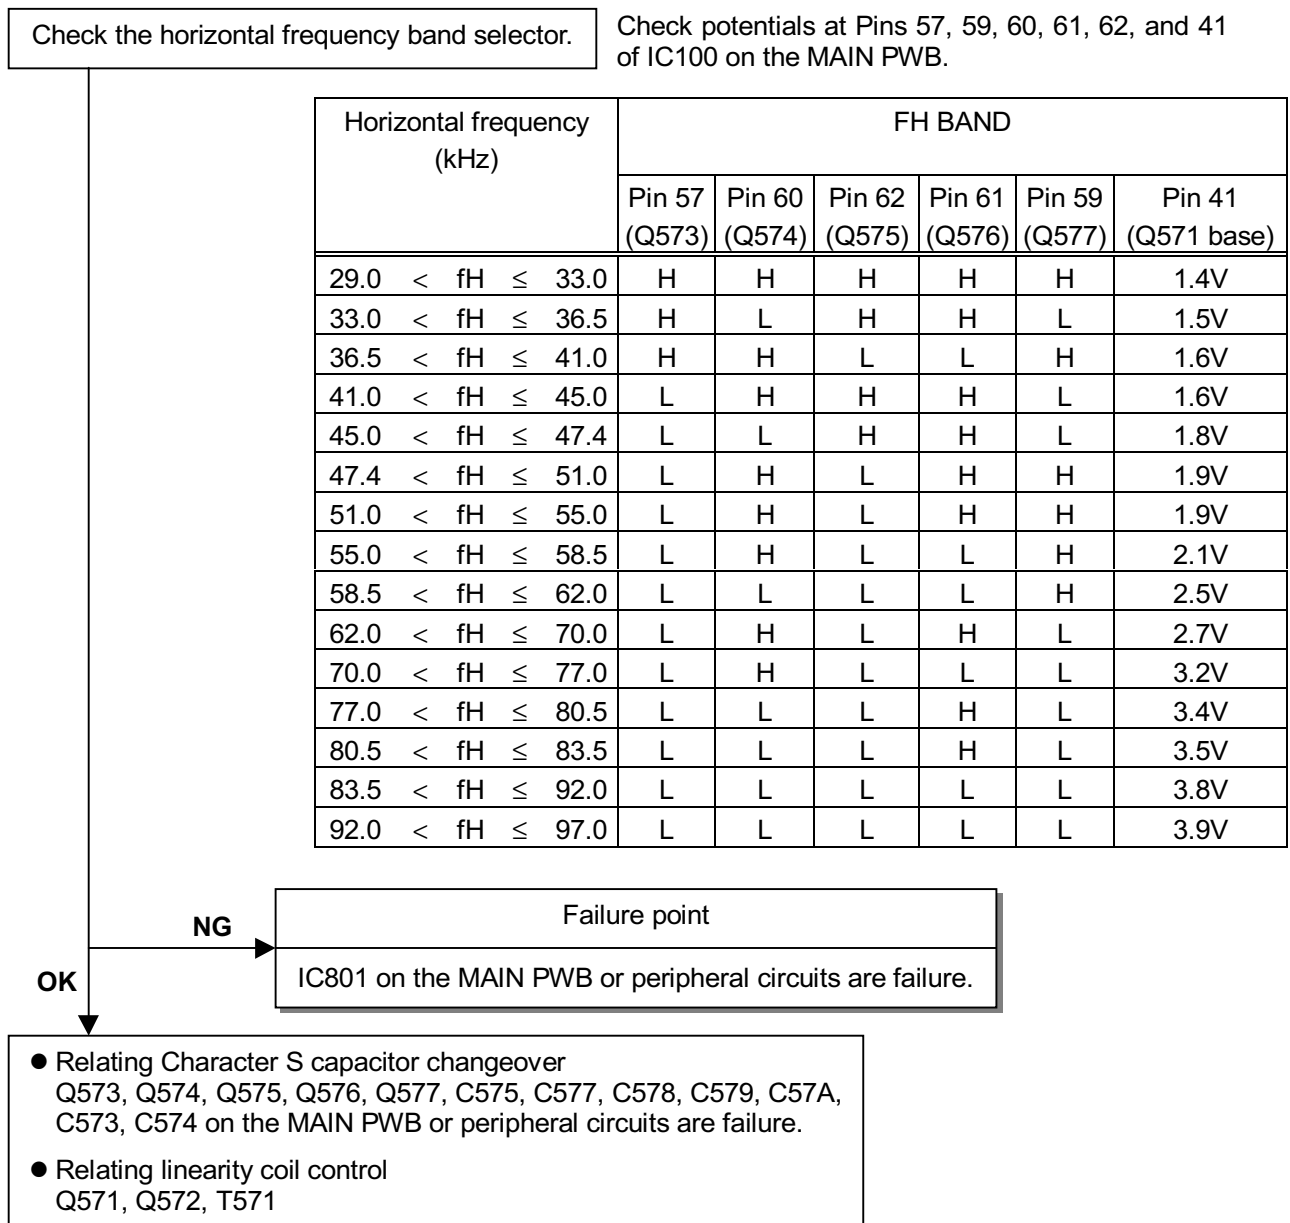 Check the horizontal frequency band selector.
Check potentials at Pins 57, 59, 60, 61, 62, and 41
of IC100 on the MAIN PWB.
Horizontal frequency
(kHz)
FH BAND
Pin 57 Pin 60 Pin 62 Pin 61 Pin 59 Pin 41
(Q573) (Q574) (Q575) (Q576) (Q577) (Q571 base)
29.0 < fH ≤ 33.0 H H H H H 1.4V
33.0 < fH ≤ 36.5 H L H H L 1.5V
36.5 < fH ≤ 41.0 H H L L H 1.6V
41.0 < fH ≤ 45.0 L H H H L 1.6V
45.0 < fH ≤ 47.4 L L H H L 1.8V
47.4 < fH ≤ 51.0 L H L H H 1.9V
51.0 < fH ≤ 55.0 L H L H H 1.9V
55.0 < fH ≤ 58.5 L H L L H 2.1V
58.5 < fH ≤ 62.0 L L L L H 2.5V
62.0 < fH ≤ 70.0 L H L H L 2.7V
70.0 < fH ≤ 77.0 L H L L L 3.2V
77.0 < fH ≤ 80.5 L L L H L 3.4V
80.5 < fH ≤ 83.5 L L L H L 3.5V
83.5 < fH ≤ 92.0 L L L L L 3.8V
92.0 < fH ≤ 97.0 L L L L L 3.9V
NG
Failure point
IC801 on the MAIN PWB or peripheral circuits are failure.
OK
● Relating Character S capacitor changeover
Q573, Q574, Q575, Q576, Q577, C575, C577, C578, C579, C57A,
C573, C574 on the MAIN PWB or peripheral circuits are failure.
● Relating linearity coil control
Q571, Q572, T571